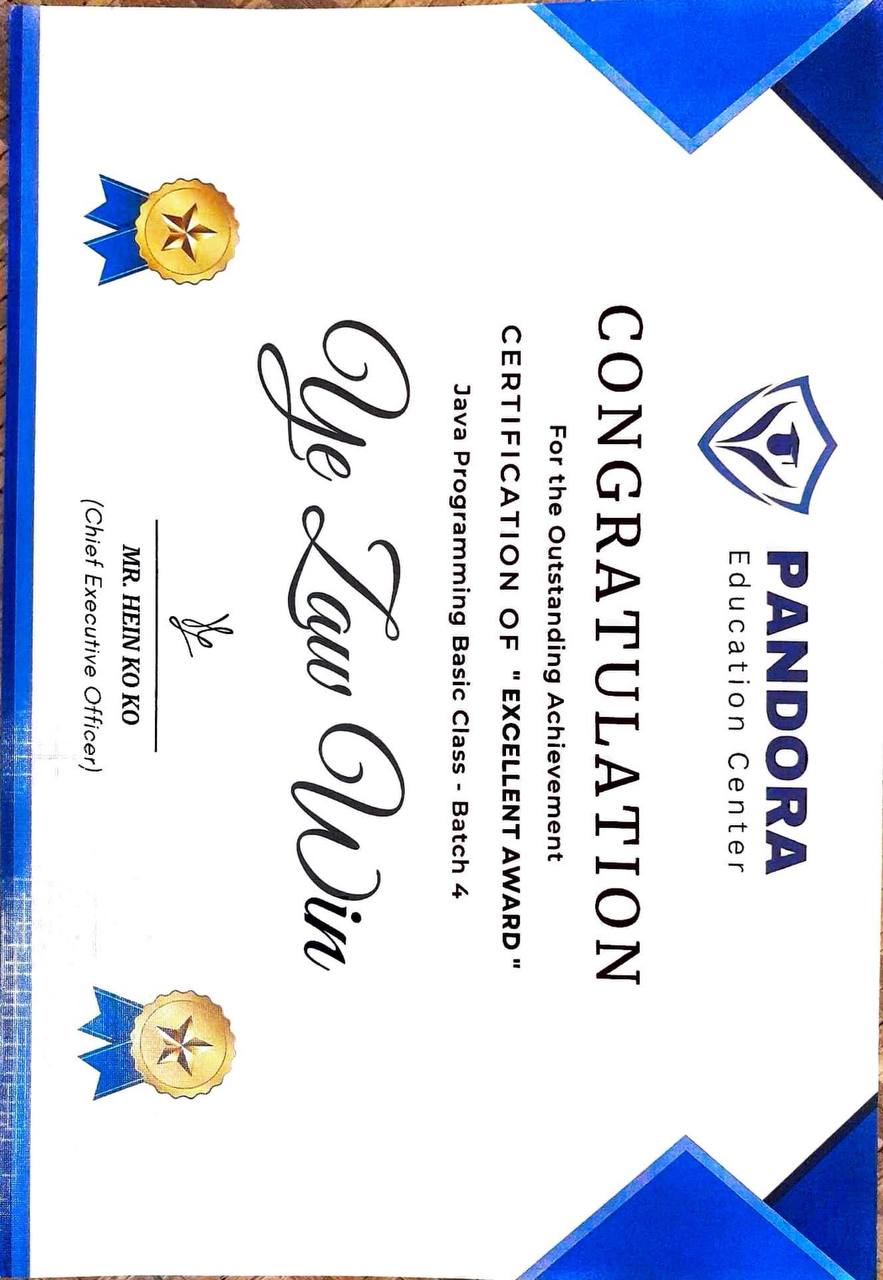 PANDORA
Education Center
CONGRATULATION
For the Outstanding Achievement
CERTIFICATION OF " EXCELLENT AWARD "
Java Programming Basic Class - Batch 4
Ye Zaw Win
MR. HEIN KO KO
(Chief Executive Officer)